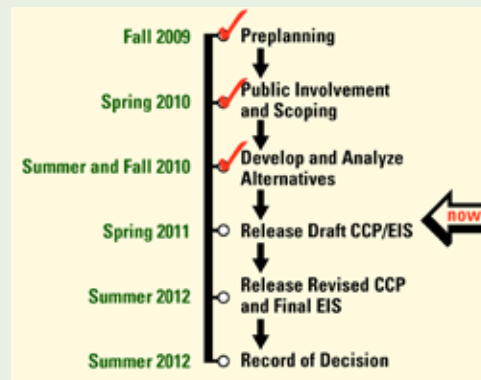 Fall 2009 Preplanning
Spring 2010 Public Involvement
and Scoping
Summer and Fall 2010 Develop and Analyze
Alternatives
Spring 2011 Release Draft CCP/EIS now
Summer 2012 Release Revised CCP
and Final EIS
Summer 2012 Record of Decision